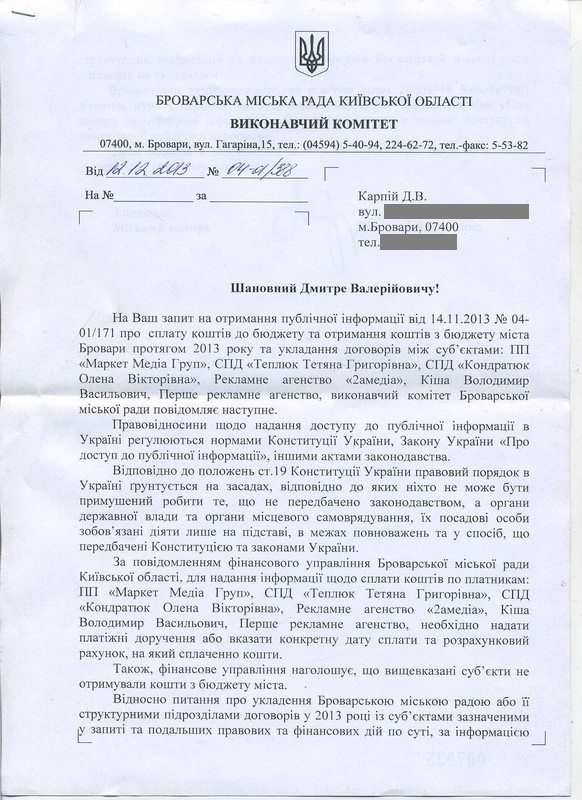 БРОВАРСЬКА МІСЬКА РАДА КИЇВСЬКОЇ ОБЛАСТІ
ВИКОНАВЧИЙ КОМІТЕТ
07400, м. Бровари, вул. Гагаріна,15, тел.: (04594) 5-40-94, 224-62-72, тел.-факс: 5-53-82
Від 12.12 2013 № 04-01/
На № за
Карпій Д.В.
вул.
м.Бровари, 07400
тел.
Шановний Дмитре Валерійовичу!
На Ваш запит на отримання публічної інформації від 14.11.2013 № 04-
01/171 про сплату коштів до бюджету та отримання коштів з бюджету міста
Бровари протягом 2013 року та укладання договорів між суб’єктами: ПП
«Маркет Медіа Груп», СПД «Теплюк Тетяна Григорівна», СПД «Кондратюк
Олена Вікторівна», Рекламне агенство «2амедіа», Кіша Володимир
Васильович, Перше рекламне агенство, виконавчий комітет Броварської
міської ради повідомляє наступне.
Правовідносини щодо надання доступу до публічної інформації в
Україні регулюються нормами Конституції України, Закону України «Про
доступ до публічної інформації», іншими актами законодавства.
Відповідно до положень ст.19 Конституції України правовий порядок в
Україні ґрунтується на засадах, відповідно до яких ніхто не може бути
примушений робити те, що не передбачено законодавством, а органи
державної влади та органи місцевого самоврядування, їх посадові особи
зобов’язані діяти лише на підставі, в межах повноважень та у спосіб, що
передбачені Конституцією та законами України.
За повідомленням фінансового управління Броварської міської ради
Київської області, для надання інформації щодо сплати коштів по платникам:
ПП «Маркет Медіа Груп», СПД «Теплюк Тетяна Григорівна», СПД
«Кондратюк Олена Вікторівна», Рекламне агенство «2амедіа», Кіша
Володимир Васильович, Перше рекламне агенство, необхідно надати
платіжні доручення або вказати конкретну дату сплати та розрахунковий
рахунок, на який сплаченно кошти.
Також, фінансове управління наголошує, що вищевказані суб’єкти не
отримували кошти з бюджету міста.
Відносно питання про укладення Броварською міською радою або її
структурними підрозділами договорів у 2013 році із суб’єктами зазначеними
у запиті та подальших правових та фінансових дій по суті, за інформацією